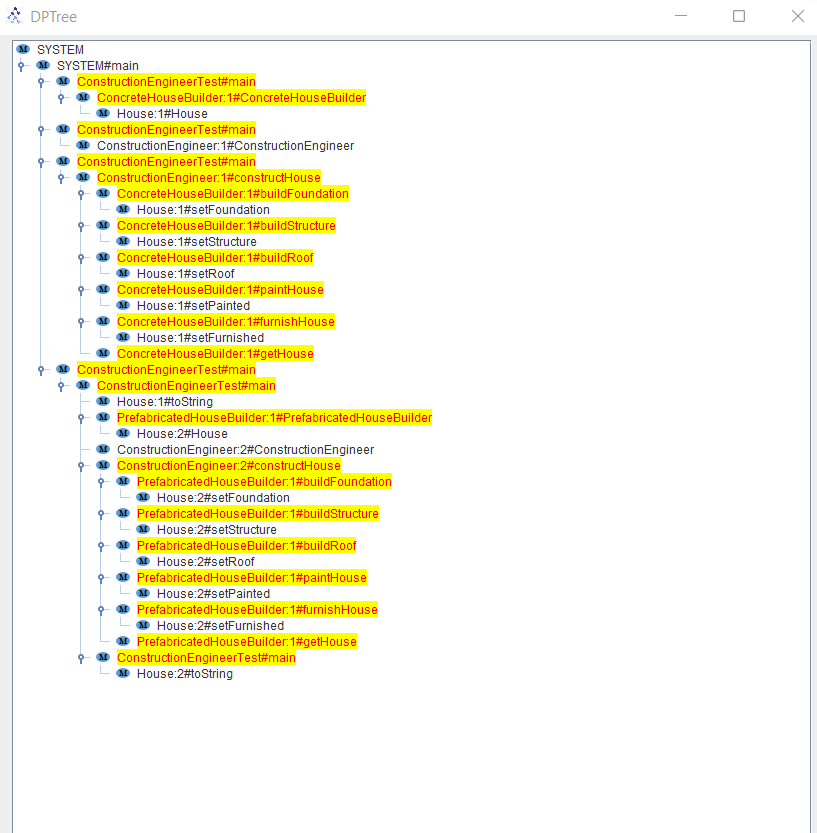 DPTree
SYSTEM
SYSTEM#main
ConstructionEngineerTest#main
ConcreteHouseBuilder:1#ConcreteHouseBuilder
House:1#House
ConstructionEngineerTest#main
ConstructionEngineer:1#ConstructionEngineer
ConstructionEngineerTest#main
ConstructionEngineer:1#constructHouse
ConcreteHouseBuilder:1#buildFoundation
House:1#setFoundation
ConcreteHouseBuilder:1#buildStructure
House:1#setStructure
ConcreteHouseBuilder:1#buildRoof
House:1#setRoof
ConcreteHouseBuilder:1#paintHouse
House:1#setPainted
ConcreteHouseBuilder:1#furnishHouse
House:1#setFurnished
ConcreteHouseBuilder:1#getHouse
ConstructionEngineerTest#main
ConstructionEngineerTest#main
House:1#toString
PrefabricatedHouseBuilder:1#PrefabricatedHouseBuilder
House:2#House
ConstructionEngineer:2#ConstructionEngineer
ConstructionEngineer:2#constructHouse
PrefabricatedHouseBuilder:1#buildFoundation
House:2#setFoundation
PrefabricatedHouseBuilder:1#buildStructure
House:2#setStructure
PrefabricatedHouseBuilder:1#buildRoof
House:2#setRoof
PrefabricatedHouseBuilder:1#paintHouse
House:2#setPainted
PrefabricatedHouseBuilder:1#furnishHouse
House:2#setFurnished
PrefabricatedHouseBuilder:1#getHouse
ConstructionEngineerTest#main
House:2#toString